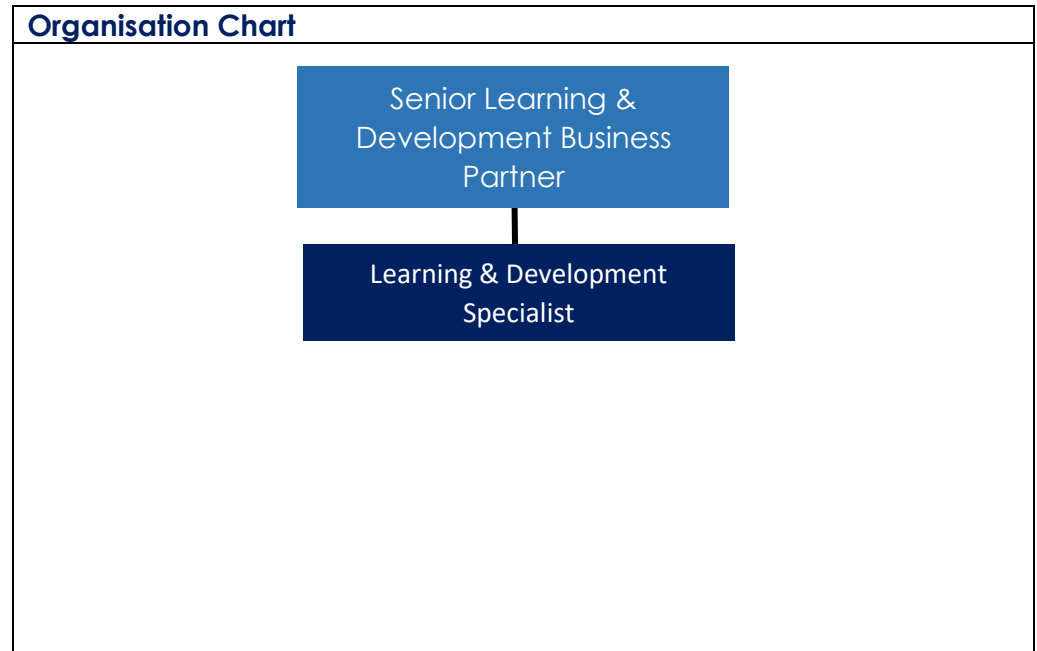 Organisation Chart
Senior Learning &
Development Business
Partner
Learning & Development
Specialist